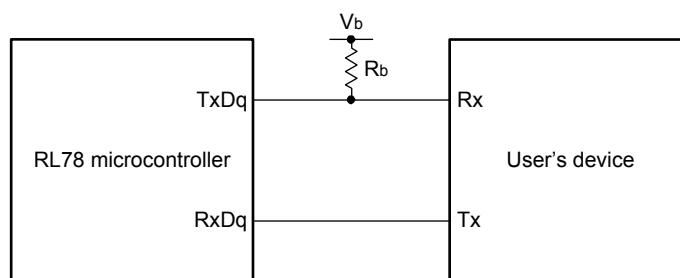 Vb
Rb
TxDq
Rx
RL78 microcontroller
User's device
RxDq
Tx